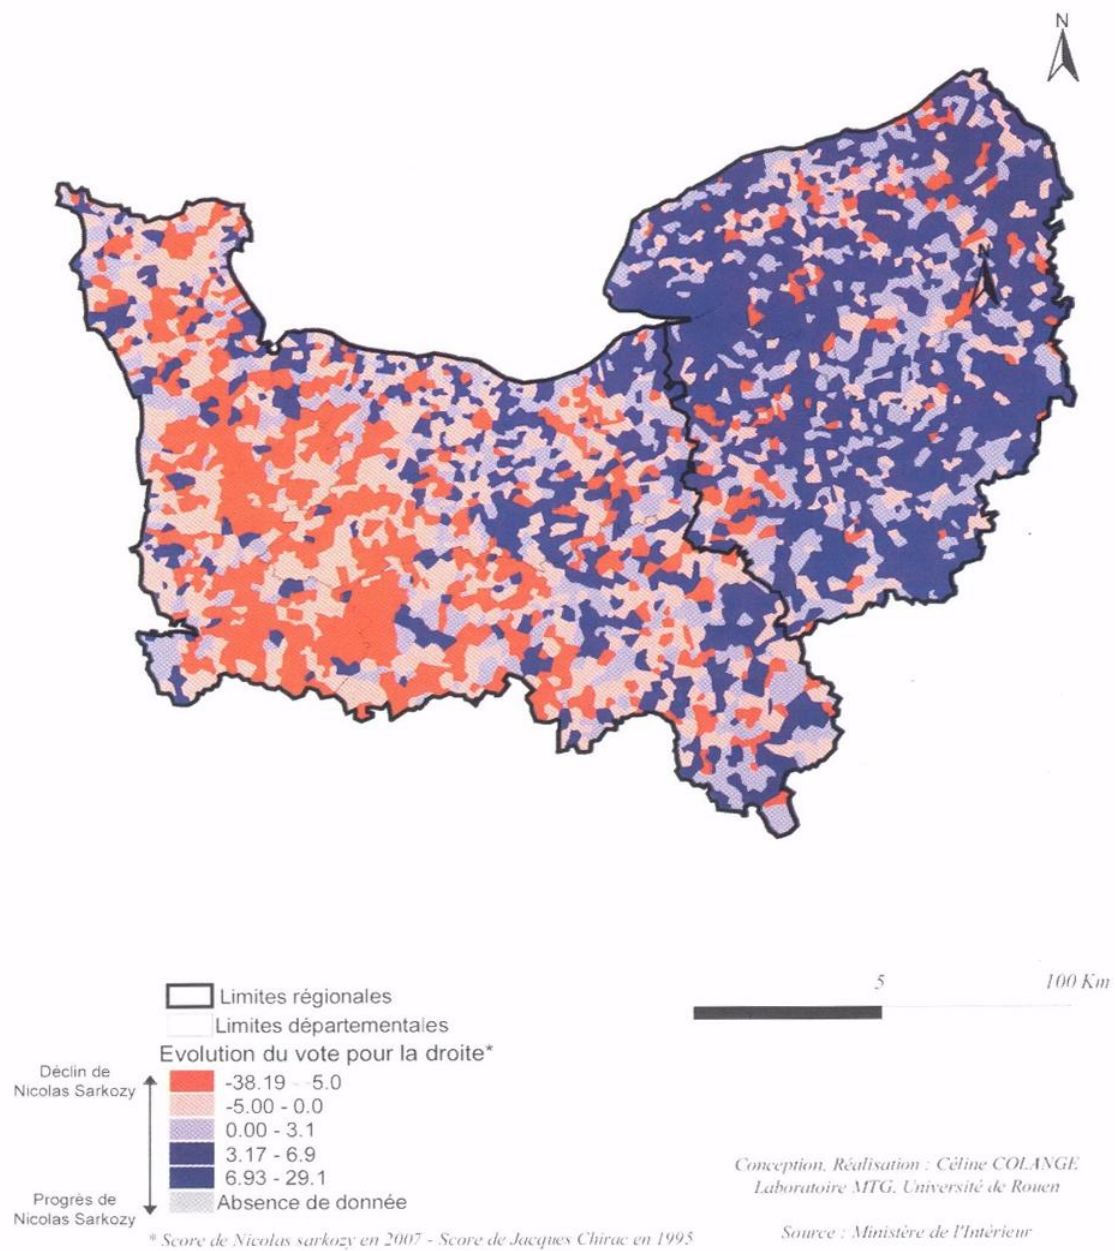 N
N
Limites régionales
Limites départementales
Evolution du vote pour la droite*
Déclin de
Nicolas Sarkozy
-38.19 - 5.0
-5.00 - 0.0
0.00 - 3.1
3.17 - 6.9
6.93 - 29.1
Absence de donnée
Progrès de
Nicolas Sarkozy
* Score de Nicolas sarkozy en 2007 - Score de Jacques Chirac en 1995
5 100 Km
Conception, Réalisation : Céline COLANGE
Laboratoire MTG, Université de Rouen
Source : Ministère de l'Intérieur